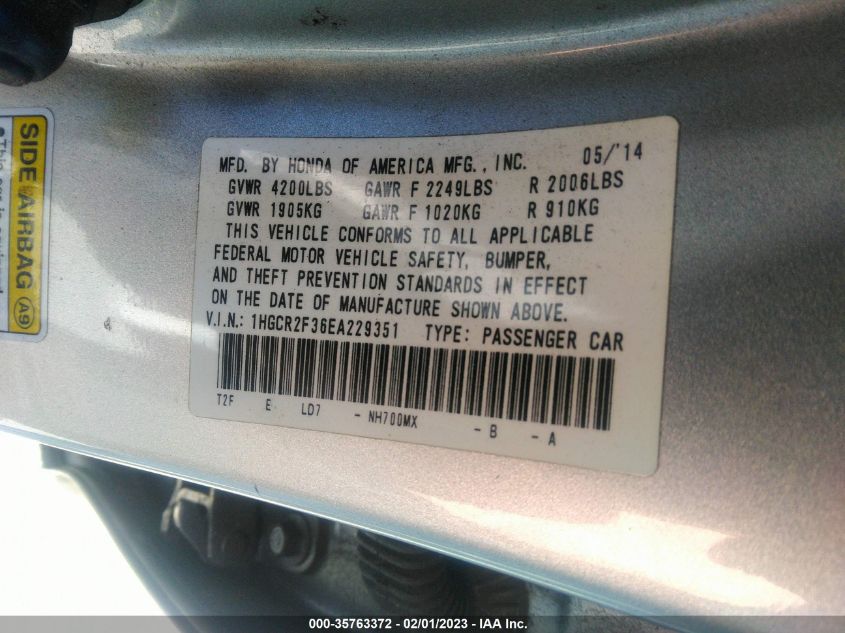 SIDE AIRBAG A9
MFD. BY HONDA OF AMERICA MFG., INC. 05/'14
GVWR 4200LBS GAWR F 2249LBS R 2006LBS
GVWR 1905KG GAWR F 1020KG R 910KG
THIS VEHICLE CONFORMS TO ALL APPLICABLE
FEDERAL MOTOR VEHICLE SAFETY, BUMPER,
AND THEFT PREVENTION STANDARDS IN EFFECT
ON THE DATE OF MANUFACTURE SHOWN ABOVE.
V.I.N.: 1HGCR2F36EA229351 TYPE: PASSENGER CAR
T2F E LD7 - NH700MX - B - A
000-35763372 - 02/01/2023 - IAA Inc.